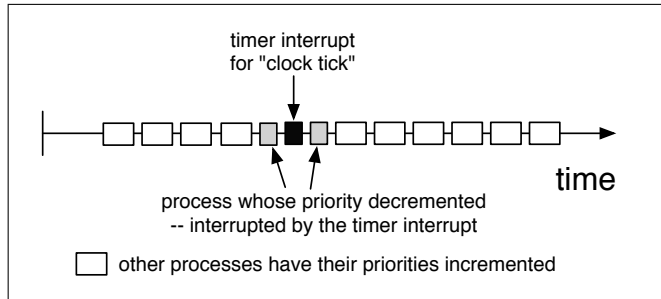 timer interrupt
for "clock tick"
time
process whose priority decremented
-- interrupted by the timer interrupt
other processes have their priorities incremented